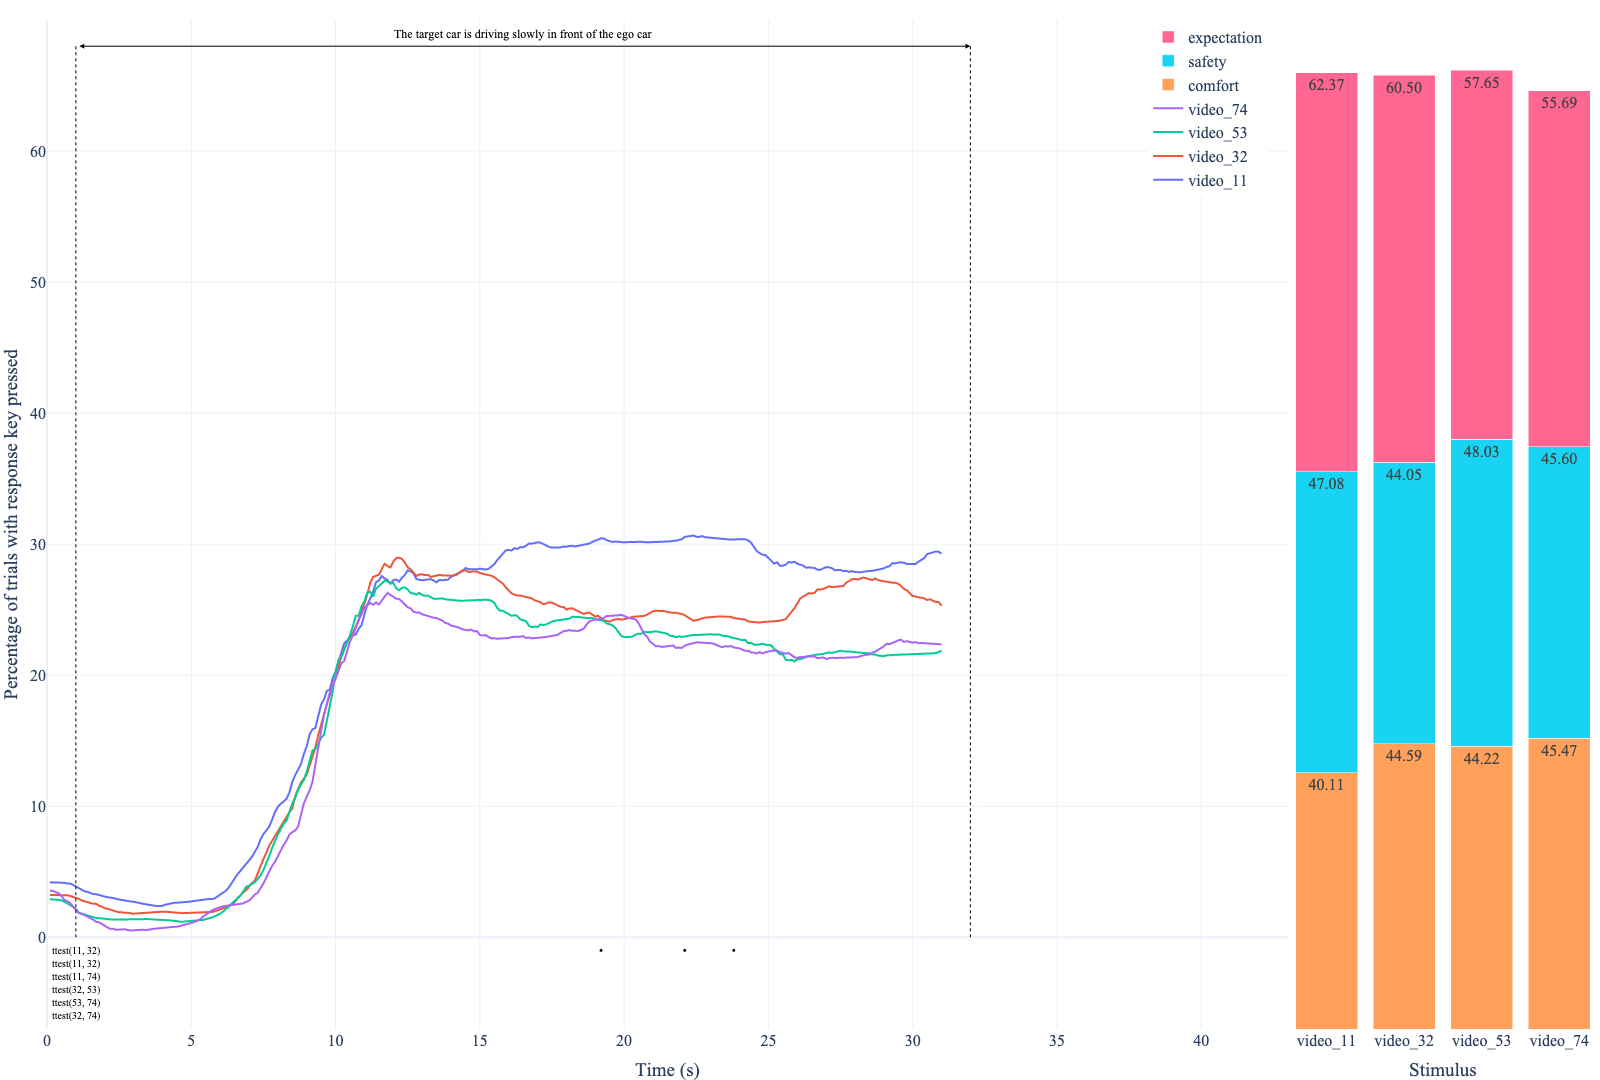 The target car is driving slowly in front of the ego car
expectation
safety
comfort
video_74
video_53
video_32
video_11
Percentage of trials with response key pressed
60
50
40
30
20
10
0
ttest(11, 32)
ttest(11, 32)
ttest(11, 74)
ttest(32, 53)
ttest(53, 74)
ttest(32, 74)
0 5 10 15 20 25 30 35 40
Time (s)
62.37 60.50 57.65 55.69
47.08 44.05 48.03 45.60
40.11 44.59 44.22 45.47
video_11 video_32 video_53 video_74
Stimulus